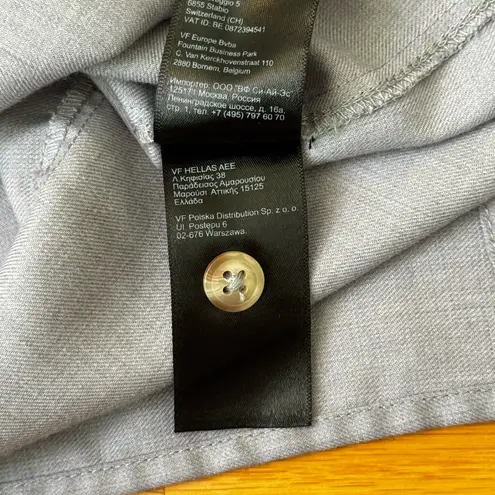 6855 Stabio
Switzerland (CH)
VAT ID: BE 0872394541
VF Europe Bvba
Fountain Business Park
C. Van Kerckhovenstraat 110
2880 Bornem, Belgium
Импортер: ООО "ВФ Си-Ай-Эс"
125171 Москва, Россия
Ленинградское шоссе, д. 16а,
стр. 1, тел. +7 (495) 797 60 70
VF HELLAS AEE
Λ.Κηφισίας 38
Παράδεισος Αμαρουσίου
Μαρούσι Αττικής 15125
Ελλάδα
VF Polska Distribution Sp. z o. o.
Ul. Postępu 6
02-676 Warszawa.